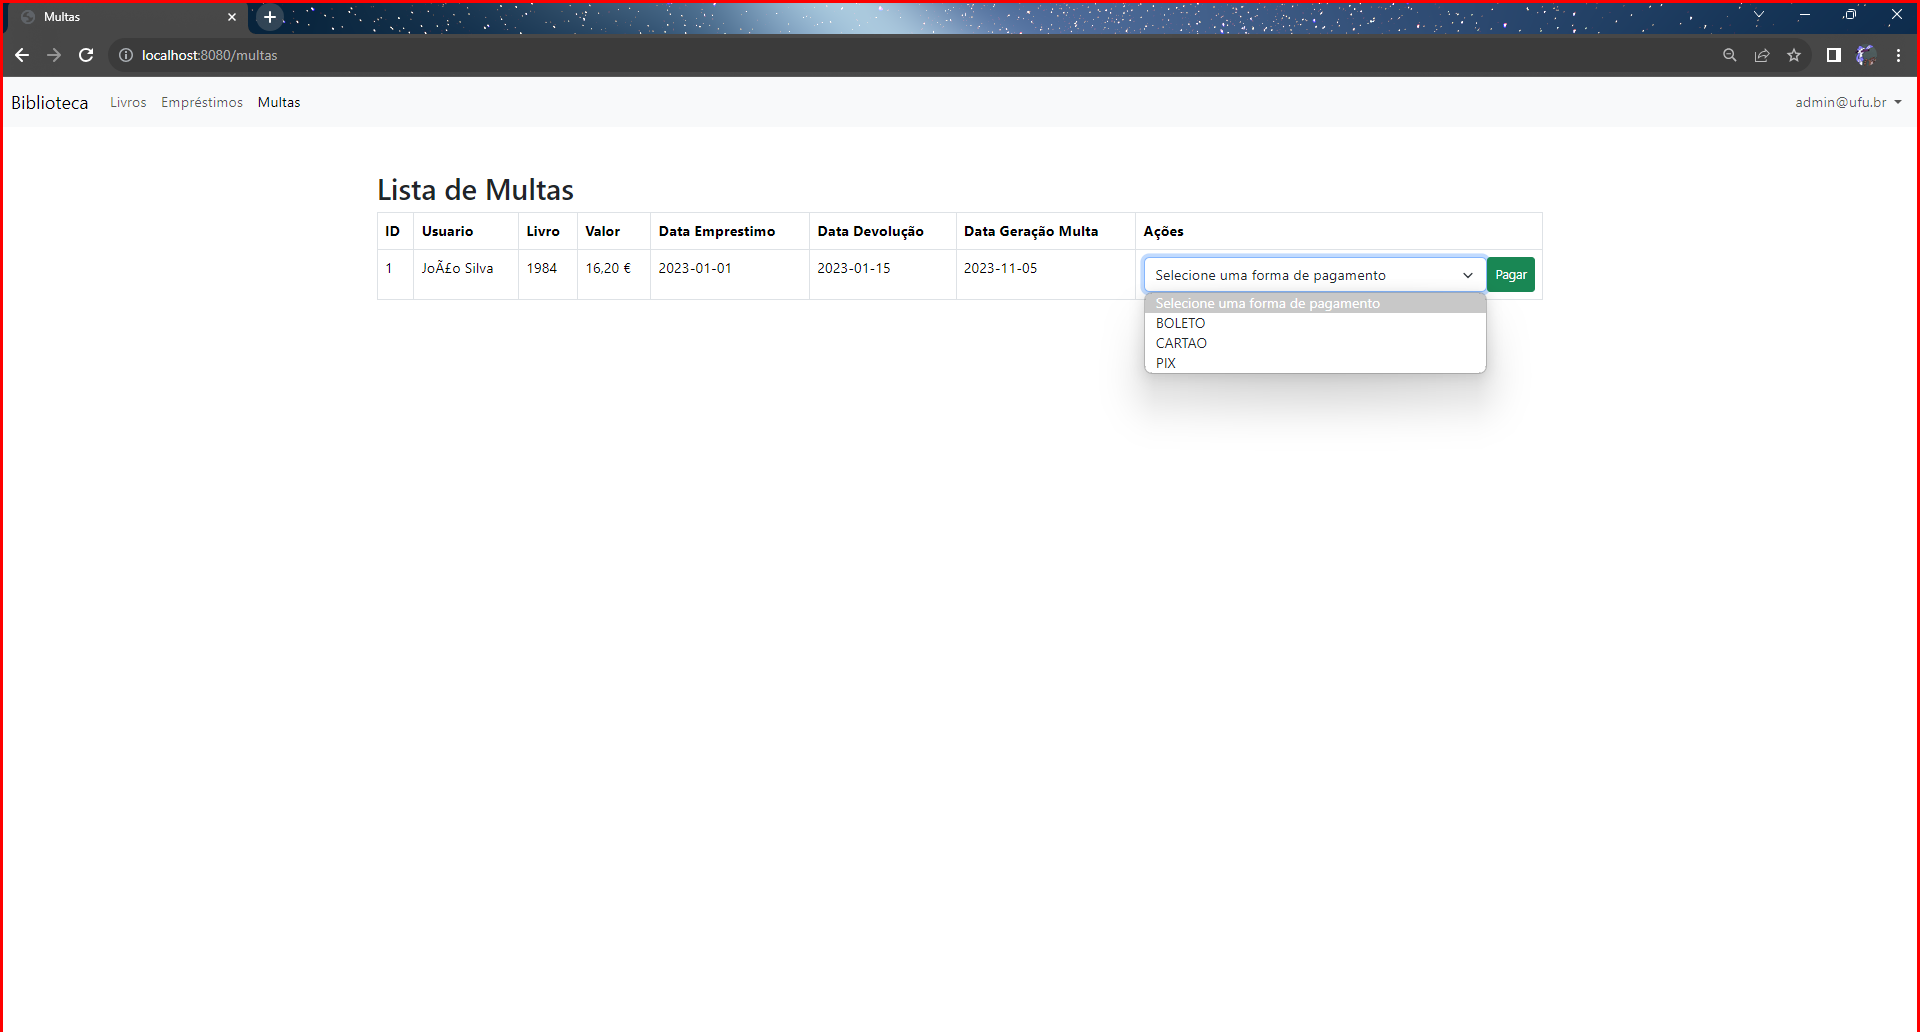 Multas
localhost:8080/multas
Biblioteca Livros Empréstimos Multas admin@ufu.br
Lista de Multas
ID Usuario Livro Valor Data Emprestimo Data Devolução Data Geração Multa Ações
1 JoÃ£o Silva 1984 16,20 € 2023-01-01 2023-01-15 2023-11-05 Selecione uma forma de pagamento Pagar
Selecione uma forma de pagamento
BOLETO
CARTAO
PIX